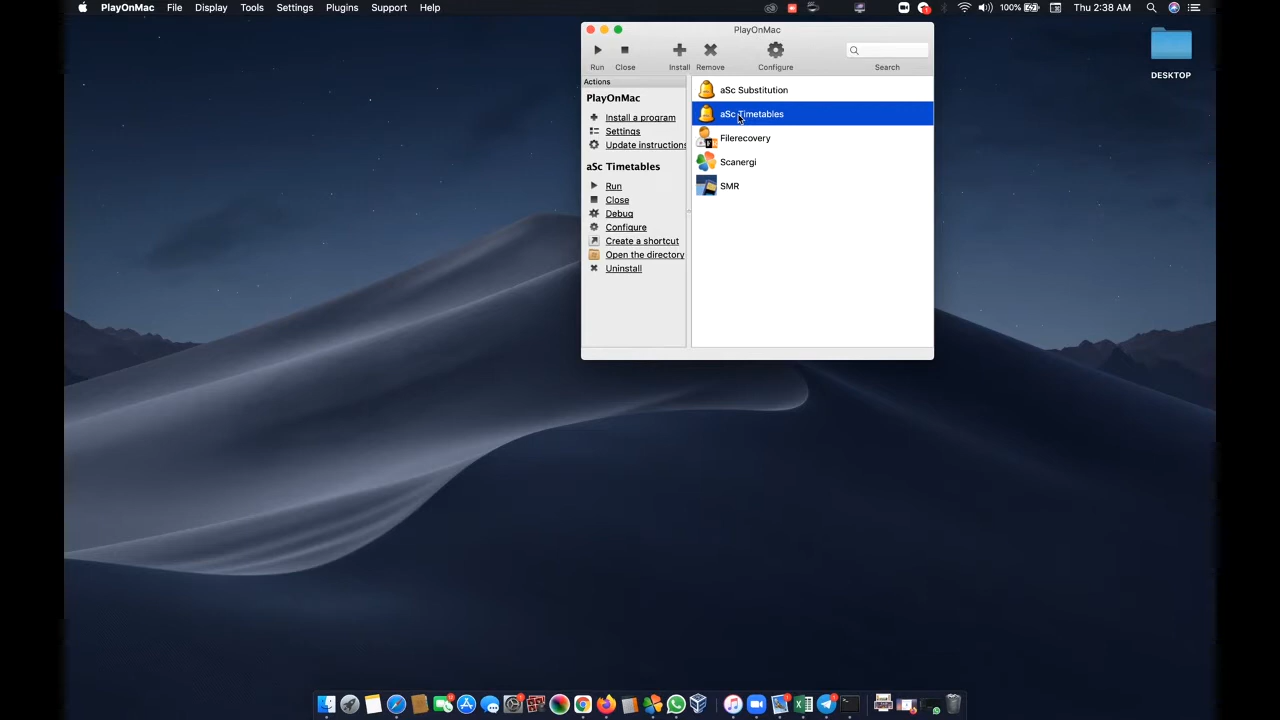 PlayOnMac File Display Tools Settings Plugins Support Help
100% Thu 2:38 AM
PlayOnMac
Run Close Install Remove Configure Search
Actions
PlayOnMac
Install a program
Settings
Update instructions
aSc Timetables
Run
Close
Debug
Configure
Create a shortcut
Open the directory
Uninstall
aSc Substitution
aSc Timetables
Filerecovery
Scanergi
SMR
DESKTOP